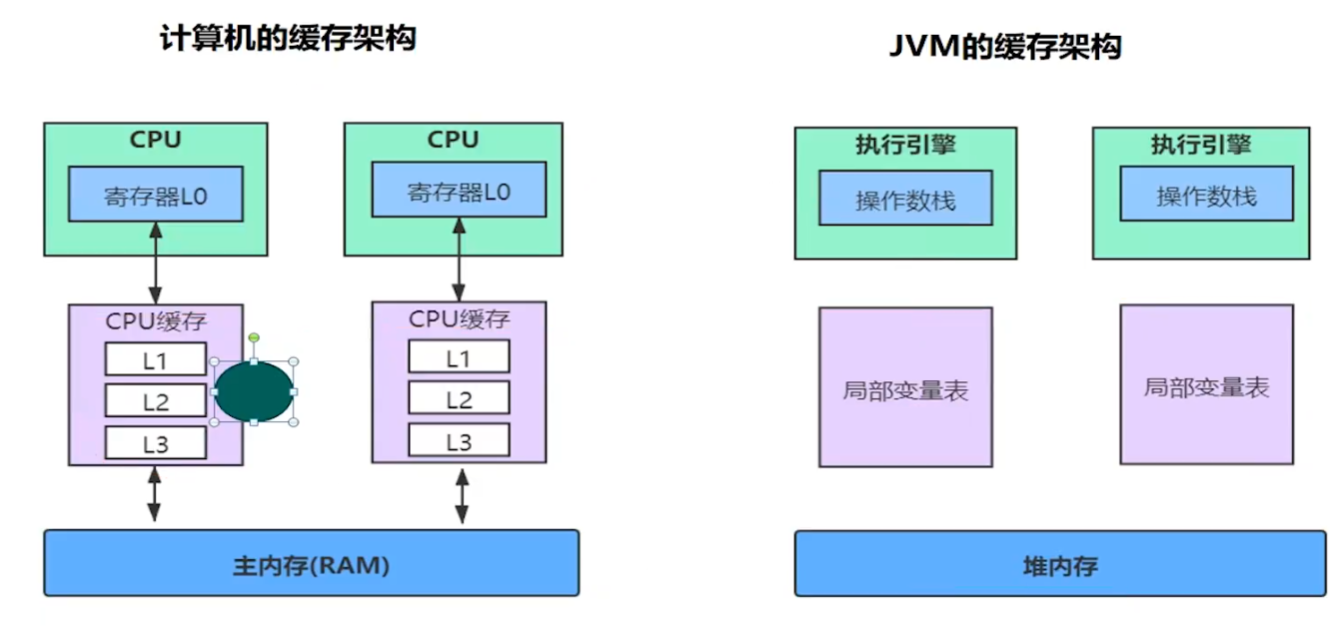 计算机的缓存架构
JVM的缓存架构
CPU
CPU
执行引擎
执行引擎
寄存器L0
寄存器L0
操作数栈
操作数栈
CPU缓存
CPU缓存
L1
L1
L2
L2
L3
L3
局部变量表
局部变量表
主内存(RAM)
堆内存